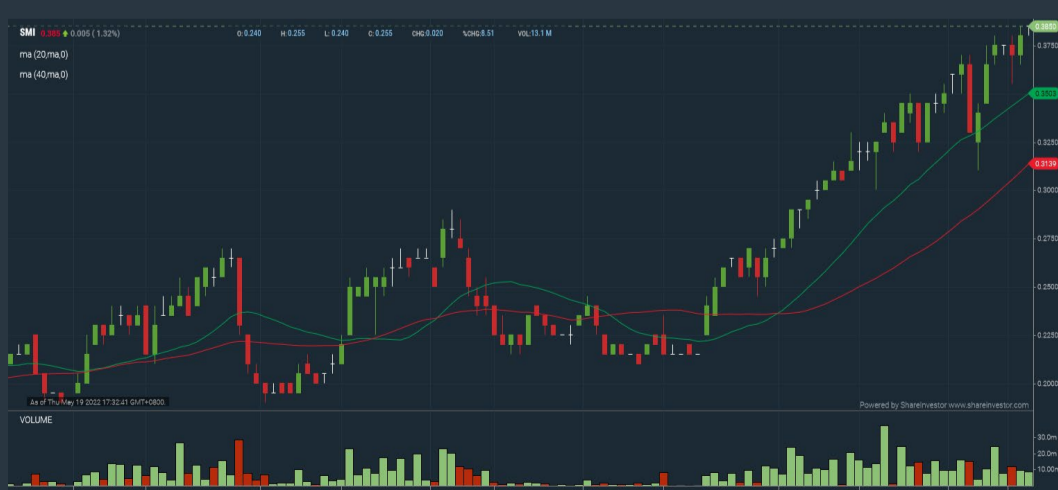 SMI 0.385 0.005 (1.32%) O: 0.240 H: 0.255 L: 0.240 C: 0.255 CHG:0.020 %CHG:8.51 VOL:13.1 M
ma (20,ma,0)
ma (40,ma,0)
0.3850
0.3750
0.3503
0.3250
0.3139
0.3000
0.2750
0.2500
0.2250
0.2000
As of Thu May 19 2022 17:32:41 GMT+0800.
Powered by ShareInvestor www.shareinvestor.com
VOLUME
30.0m
20.0m
10.00m